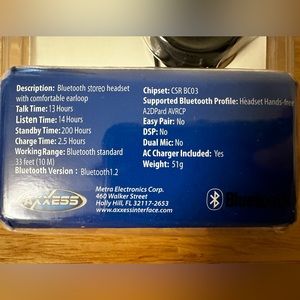 Description: Bluetooth stereo headset
with comfortable earloop
Talk Time: 13 Hours
Listen Time: 14 Hours
Standby Time: 200 Hours
Charge Time: 2.5 Hours
Working Range: Bluetooth standard
33 feet (10 M)
Bluetooth Version : Bluetooth1.2
Chipset: CSR BC03
Supported Bluetooth Profile: Headset Hands-free
A2DPard AVRCP
Easy Pair: No
DSP: No
Dual Mic: No
AC Charger Included: Yes
Weight: 51g
AXXESS
Metra Electronics Corp.
460 Walker Street
Holly Hill, FL 32117-2653
www.axxessinterface.com